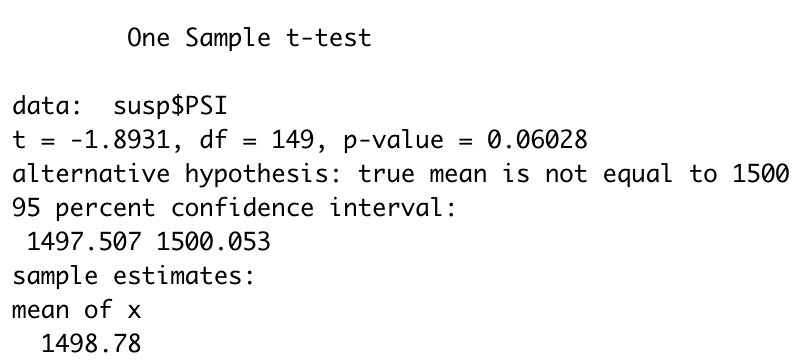 One Sample t-test
data:  susp$PSI
t = -1.8931, df = 149, p-value = 0.06028
alternative hypothesis: true mean is not equal to 1500
95 percent confidence interval:
1497.507 1500.053
sample estimates:
mean of x
1498.78